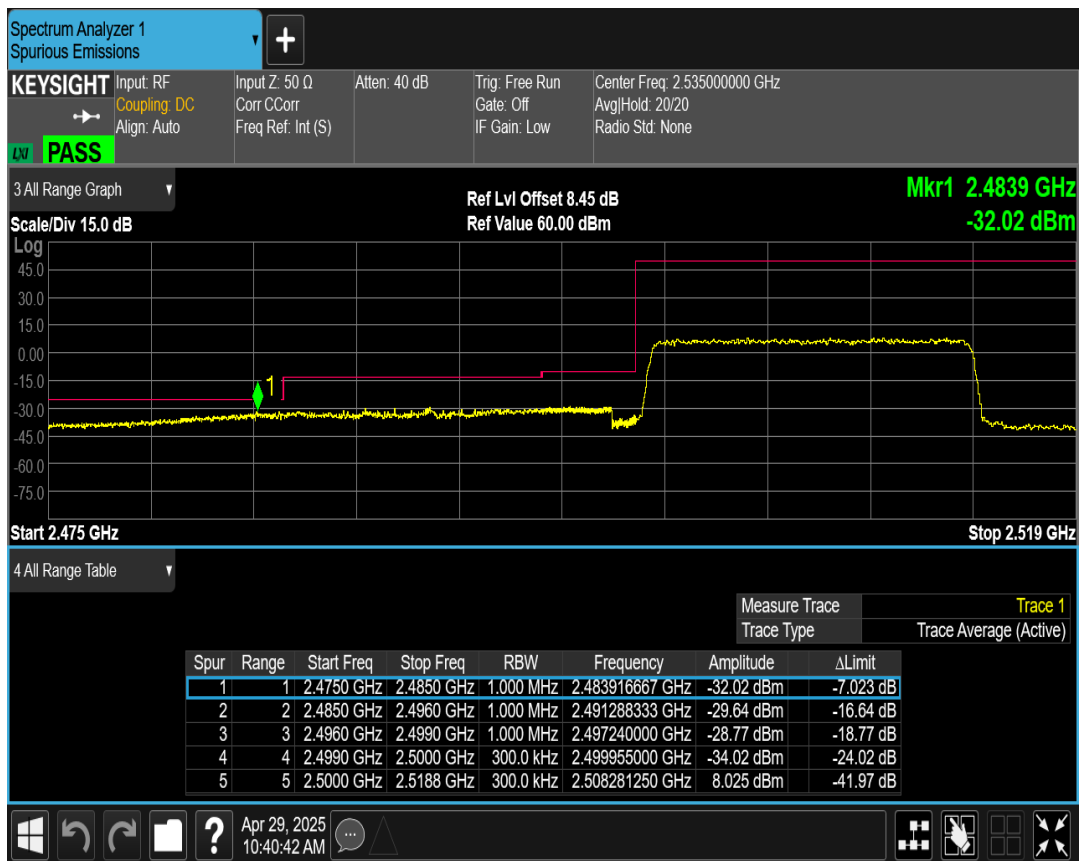 Spectrum Analyzer 1
Spurious Emissions
KEYSIGHT Input: RF Input Z: 50 Ω Atten: 40 dB Trig: Free Run Center Freq: 2.535000000 GHz
Coupling: DC Corr CCorr Gate: Off Avg|Hold: 20/20
Align: Auto Freq Ref: Int (S) IF Gain: Low Radio Std: None
LXI PASS
3 All Range Graph Ref Lvl Offset 8.45 dB Mkr1 2.4839 GHz
Scale/Div 15.0 dB Ref Value 60.00 dBm -32.02 dBm
Log
45.0
30.0
15.0
0.00
-15.0 1
-30.0
-45.0
-60.0
-75.0
Start 2.475 GHz Stop 2.519 GHz
4 All Range Table
Measure Trace Trace 1
Trace Type Trace Average (Active)
Spur Range Start Freq Stop Freq RBW Frequency Amplitude ΔLimit
1 1 2.4750 GHz 2.4850 GHz 1.000 MHz 2.483916667 GHz -32.02 dBm -7.023 dB
2 2 2.4850 GHz 2.4960 GHz 1.000 MHz 2.491288333 GHz -29.64 dBm -16.64 dB
3 3 2.4960 GHz 2.4990 GHz 1.000 MHz 2.497240000 GHz -28.77 dBm -18.77 dB
4 4 2.4990 GHz 2.5000 GHz 300.0 kHz 2.499955000 GHz -34.02 dBm -24.02 dB
5 5 2.5000 GHz 2.5188 GHz 300.0 kHz 2.508281250 GHz 8.025 dBm -41.97 dB
? Apr 29, 2025
10:40:42 AM